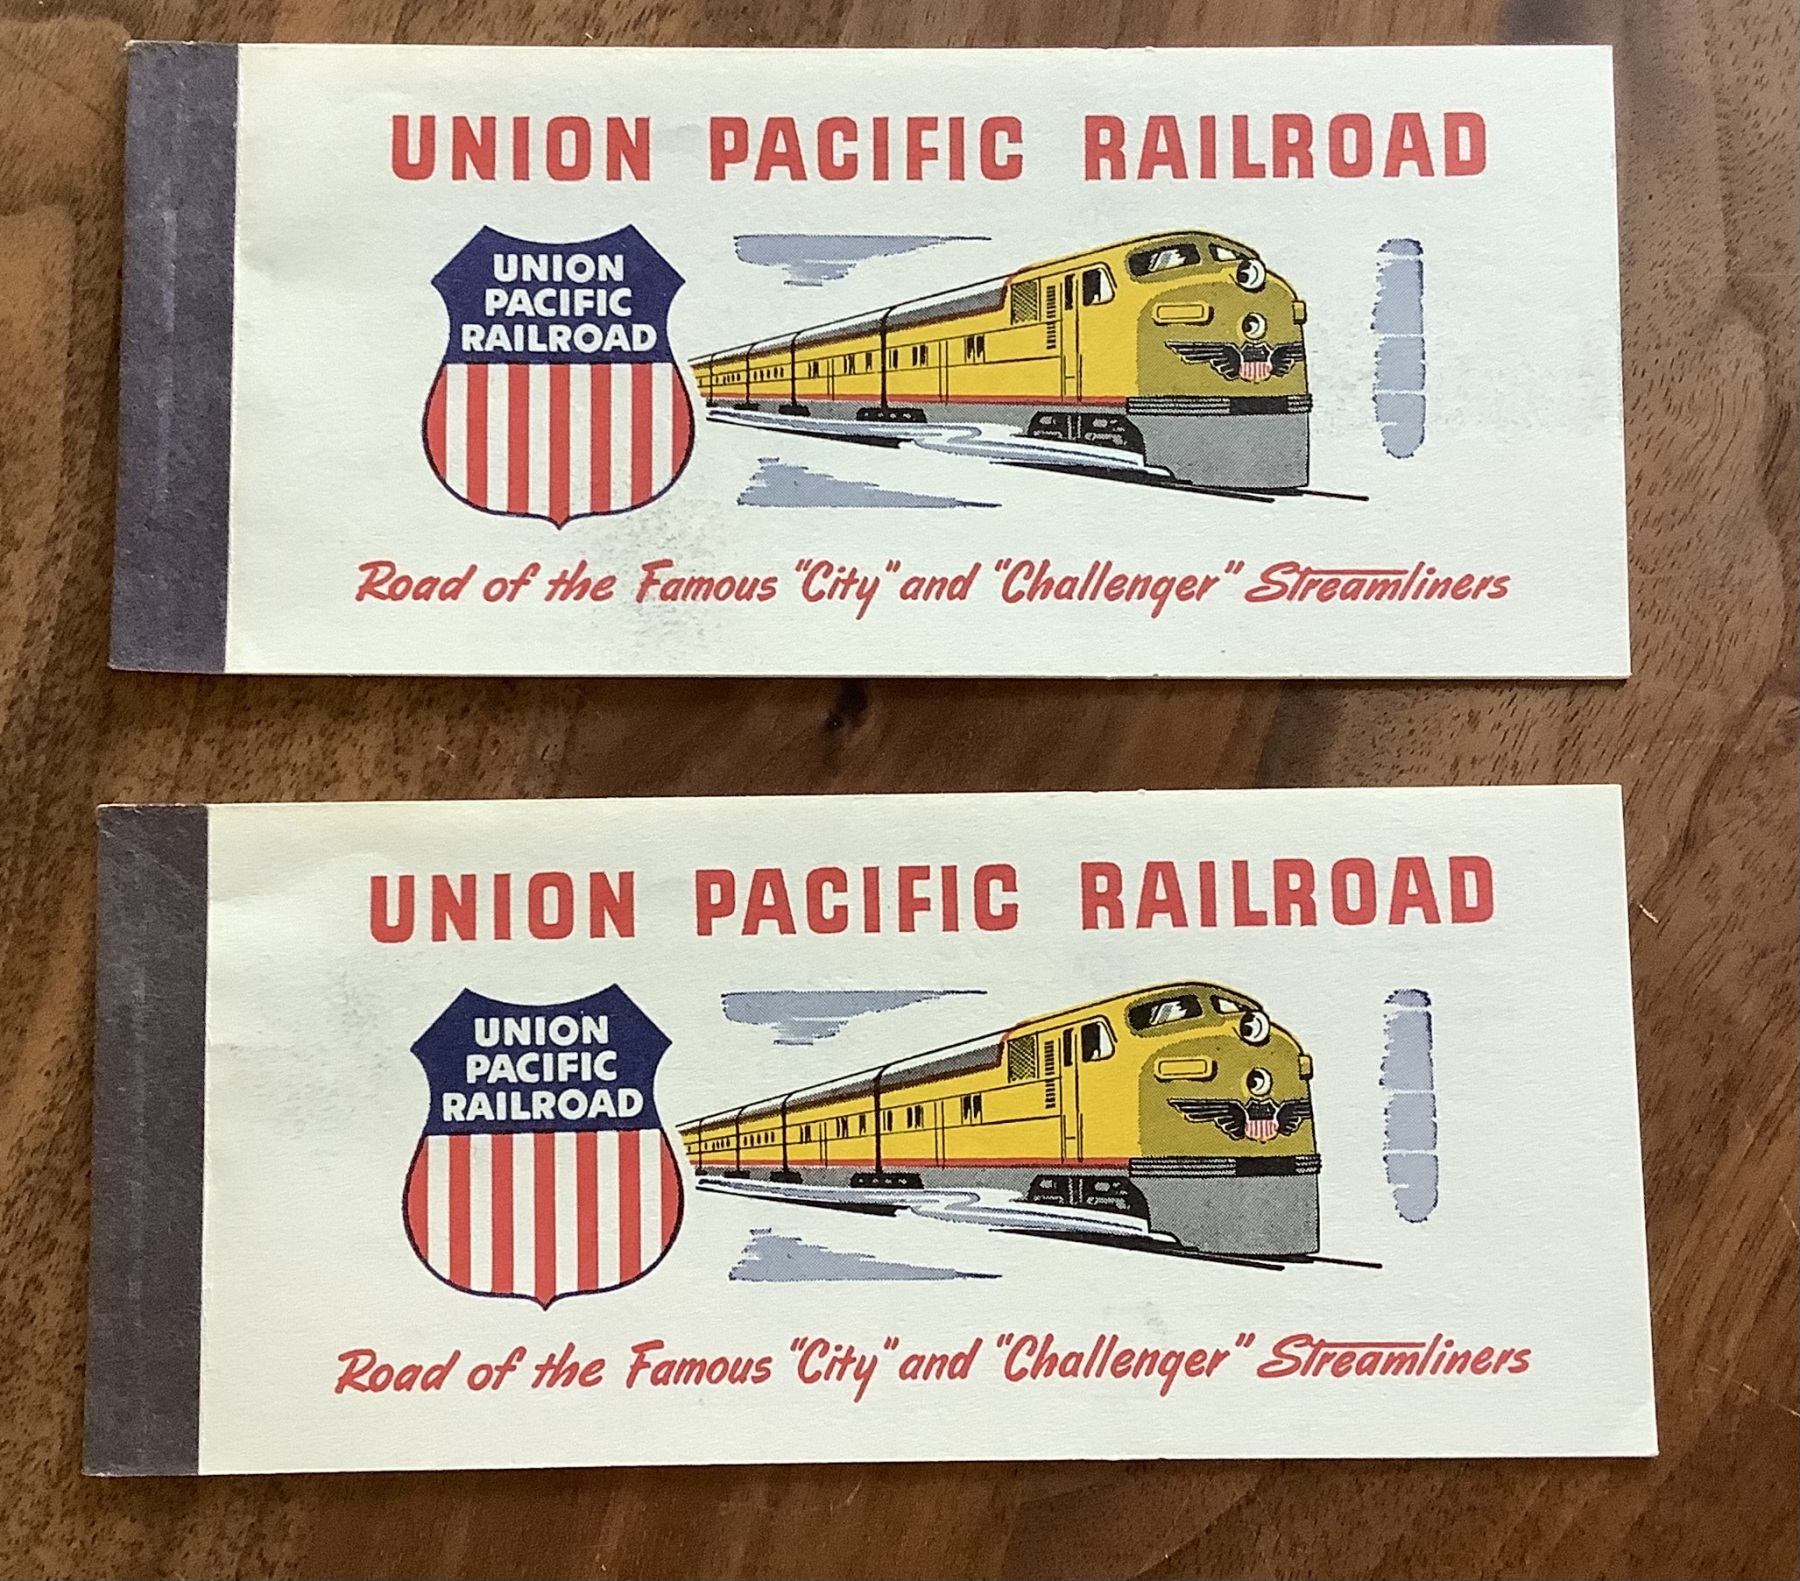 UNION PACIFIC RAILROAD
UNION
PACIFIC
RAILROAD
Road of the Famous "City" and "Challenger" Streamliners
UNION PACIFIC RAILROAD
UNION
PACIFIC
RAILROAD
Road of the Famous "City" and "Challenger" Streamliners